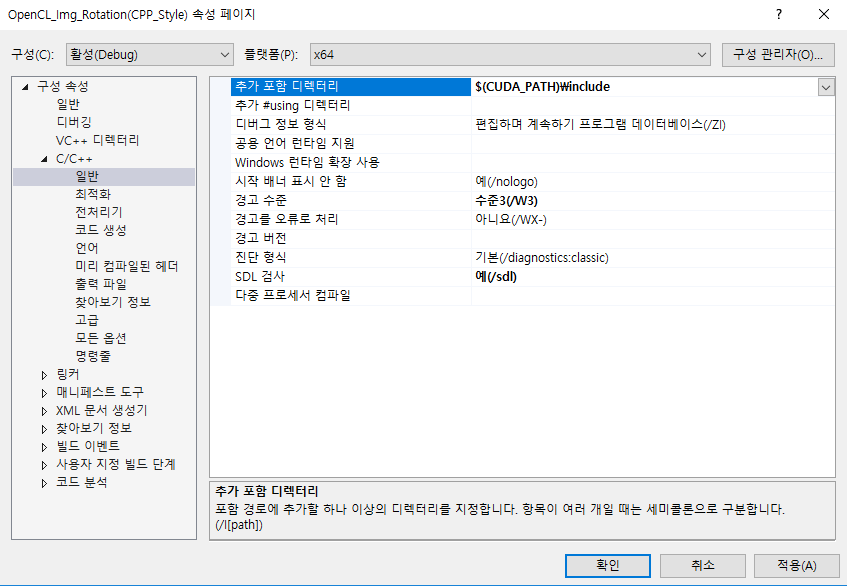 OpenCL_Img_Rotation(CPP_Style) 속성 페이지
구성(C): 활성(Debug) 플랫폼(P): x64 구성 관리자(O)...
구성 속성
일반
디버깅
VC++ 디렉터리
C/C++
일반
최적화
전처리기
코드 생성
언어
미리 컴파일된 헤더
출력 파일
찾아보기 정보
고급
모든 옵션
명령줄
링커
매니페스트 도구
XML 문서 생성기
찾아보기 정보
빌드 이벤트
사용자 지정 빌드 단계
코드 분석
추가 포함 디렉터리 $(CUDA_PATH)₩include
추가 #using 디렉터리
디버그 정보 형식 편집하며 계속하기 프로그램 데이터베이스(/ZI)
공용 언어 런타임 지원
Windows 런타임 확장 사용
시작 배너 표시 안 함 예(/nologo)
경고 수준 수준3(/W3)
경고를 오류로 처리 아니요(/WX-)
경고 버전
진단 형식 기본(/diagnostics:classic)
SDL 검사 예(/sdl)
다중 프로세서 컴파일
추가 포함 디렉터리
포함 경로에 추가할 하나 이상의 디렉터리를 지정합니다. 항목이 여러 개일 때는 세미콜론으로 구분합니다.
(/I[path])
확인 취소 적용(A)